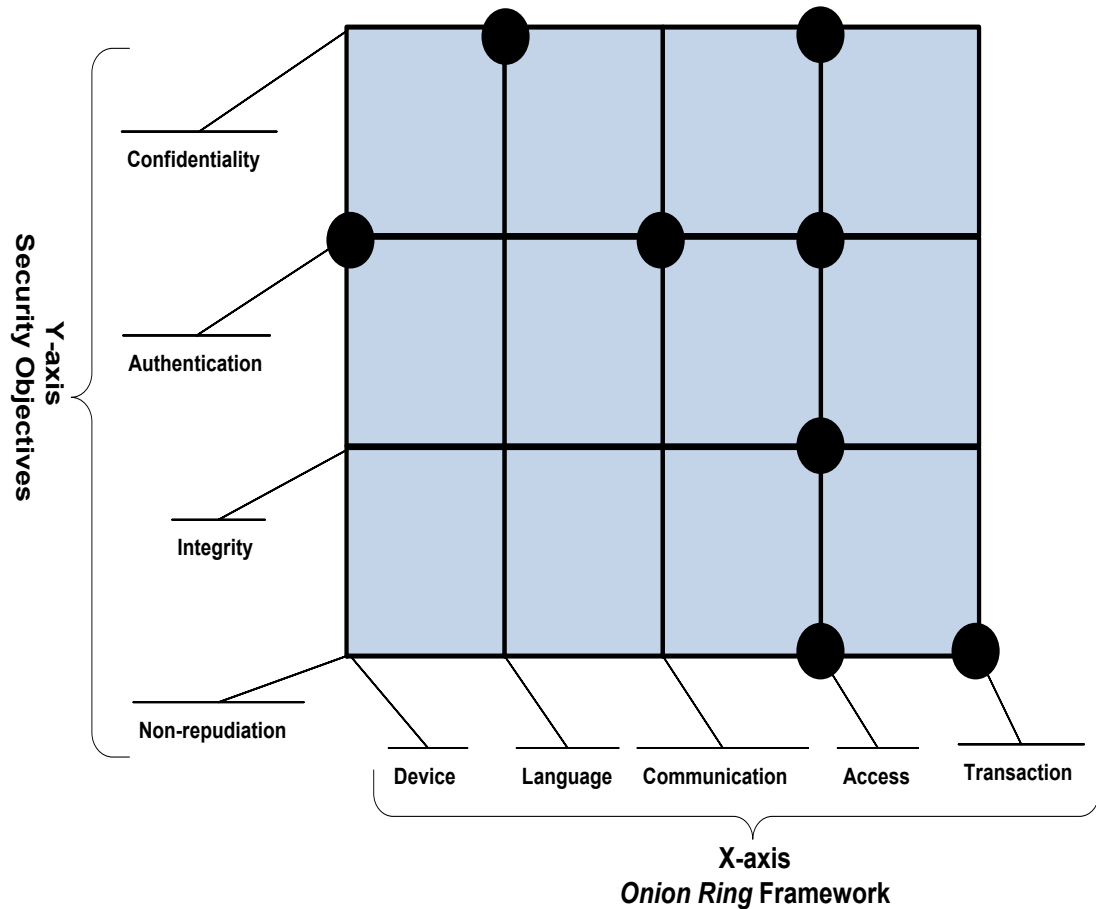 Confidentiality
Authentication
Integrity
Non-repudiation
Y-axis
Security Objectives
Device
Language
Communication
Access
Transaction
X-axis
Onion Ring Framework